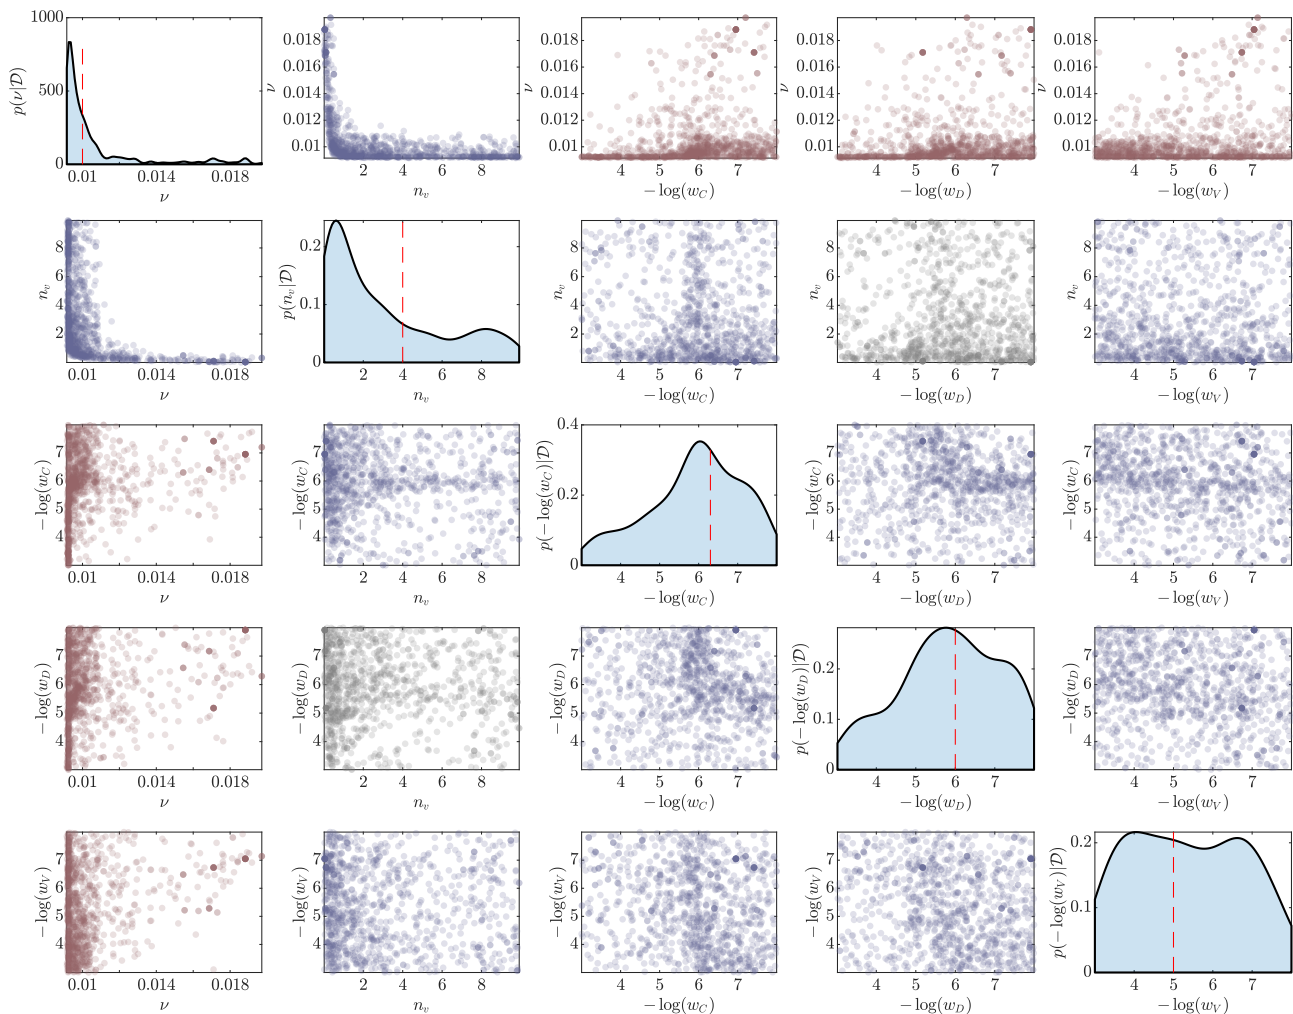 1000
500
0
p(ν|𝒟)
0.01 0.014 0.018
ν
0.018
0.016
0.014
0.012
0.01
ν
2 4 6 8
n_v
0.018
0.016
0.014
0.012
0.01
ν
4 5 6 7
− log(w_C)
0.018
0.016
0.014
0.012
0.01
ν
4 5 6 7
− log(w_D)
0.018
0.016
0.014
0.012
0.01
ν
4 5 6 7
− log(w_V)
8
6
4
2
n_v
0.01 0.014 0.018
ν
0.2
0.1
0
p(n_v|𝒟)
2 4 6 8
n_v
8
6
4
2
n_v
4 5 6 7
− log(w_C)
8
6
4
2
n_v
4 5 6 7
− log(w_D)
8
6
4
2
n_v
4 5 6 7
− log(w_V)
7
6
5
4
− log(w_C)
0.01 0.014 0.018
ν
7
6
5
4
− log(w_C)
2 4 6 8
n_v
0.4
0.2
0
p(− log(w_C)|𝒟)
4 5 6 7
− log(w_C)
7
6
5
4
− log(w_C)
4 5 6 7
− log(w_D)
7
6
5
4
− log(w_C)
4 5 6 7
− log(w_V)
7
6
5
4
− log(w_D)
0.01 0.014 0.018
ν
7
6
5
4
− log(w_D)
2 4 6 8
n_v
7
6
5
4
− log(w_D)
4 5 6 7
− log(w_C)
0.2
0.1
0
p(− log(w_D)|𝒟)
4 5 6 7
− log(w_D)
7
6
5
4
− log(w_D)
4 5 6 7
− log(w_V)
7
6
5
4
− log(w_V)
0.01 0.014 0.018
ν
7
6
5
4
− log(w_V)
2 4 6 8
n_v
7
6
5
4
− log(w_V)
4 5 6 7
− log(w_C)
7
6
5
4
− log(w_V)
4 5 6 7
− log(w_D)
0.2
0.1
0
p(− log(w_V)|𝒟)
4 5 6 7
− log(w_V)